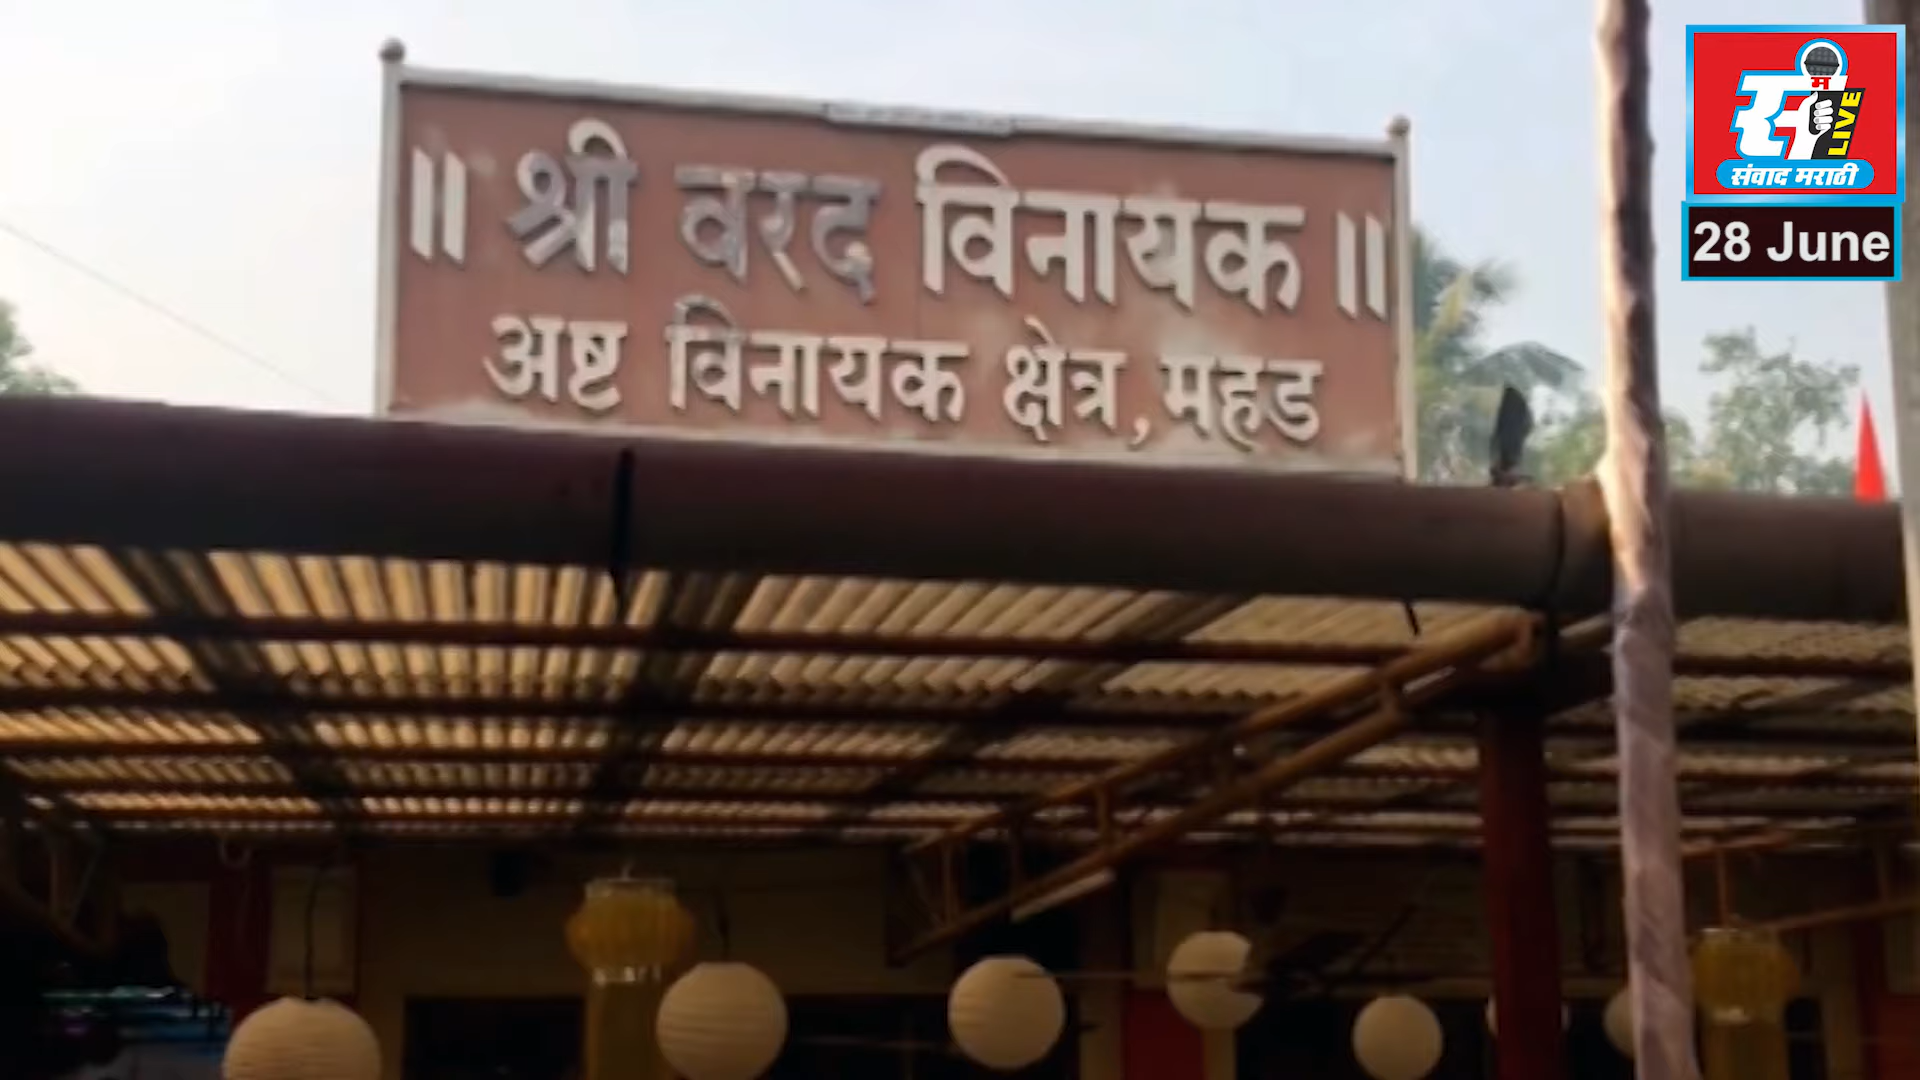 ॥ श्री वरद विनायक ॥
अष्ट विनायक क्षेत्र, महड
स
म
LIVE
संवाद मराठी
28 June